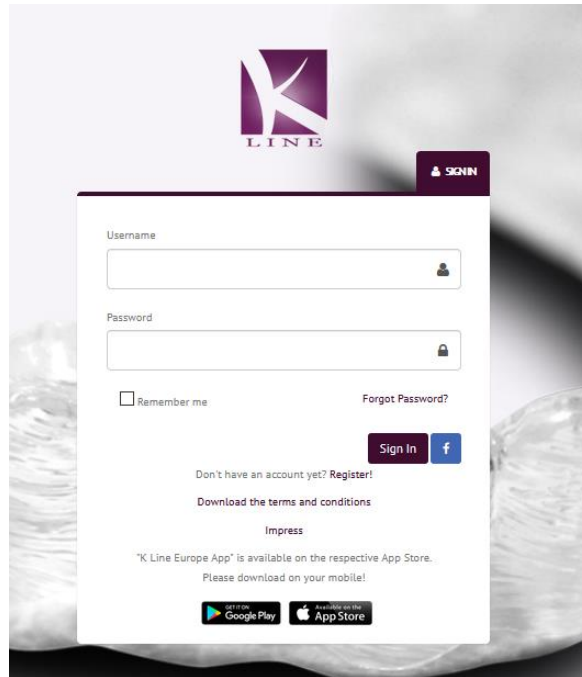 K
LINE
SIGN IN
Username
Password
Remember me
Forgot Password?
Sign In f
Don't have an account yet? Register!
Download the terms and conditions
Impress
"K Line Europe App" is available on the respective App Store.
Please download on your mobile!
GET IT ON
Google Play
Available on the
App Store